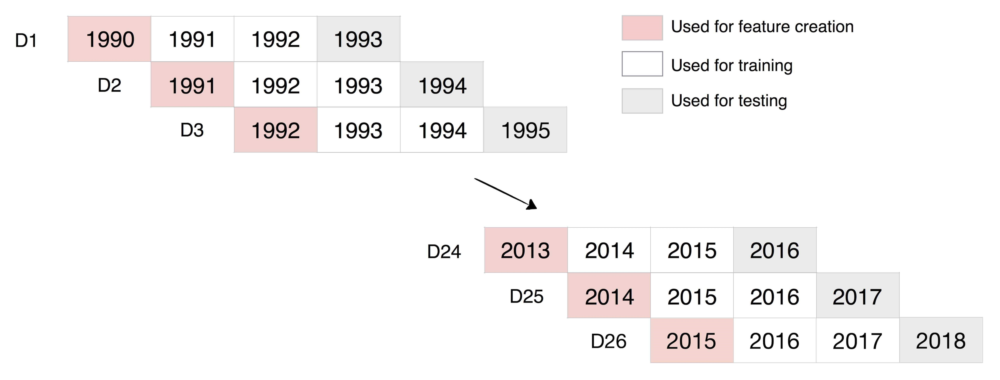 D1 1990 1991 1992 1993
D2 1991 1992 1993 1994
D3 1992 1993 1994 1995
Used for feature creation
Used for training
Used for testing
D24 2013 2014 2015 2016
D25 2014 2015 2016 2017
D26 2015 2016 2017 2018